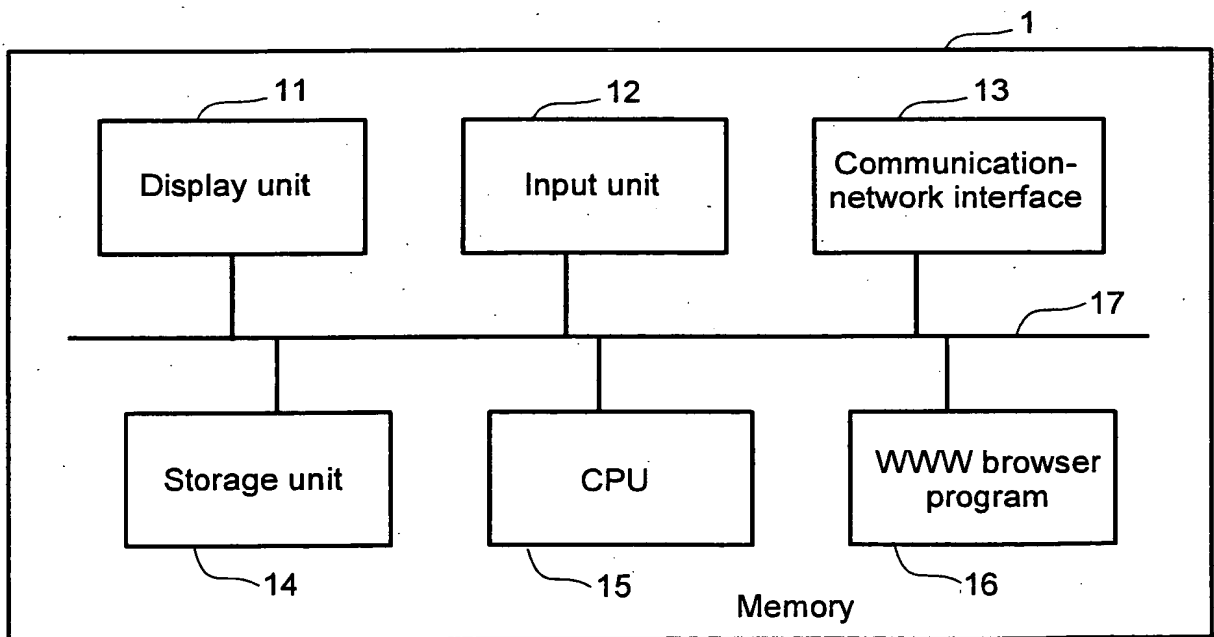 1
11
12
13
Display unit
Input unit
Communication-
network interface
17
Storage unit
CPU
WWW browser
program
14
15
16
Memory